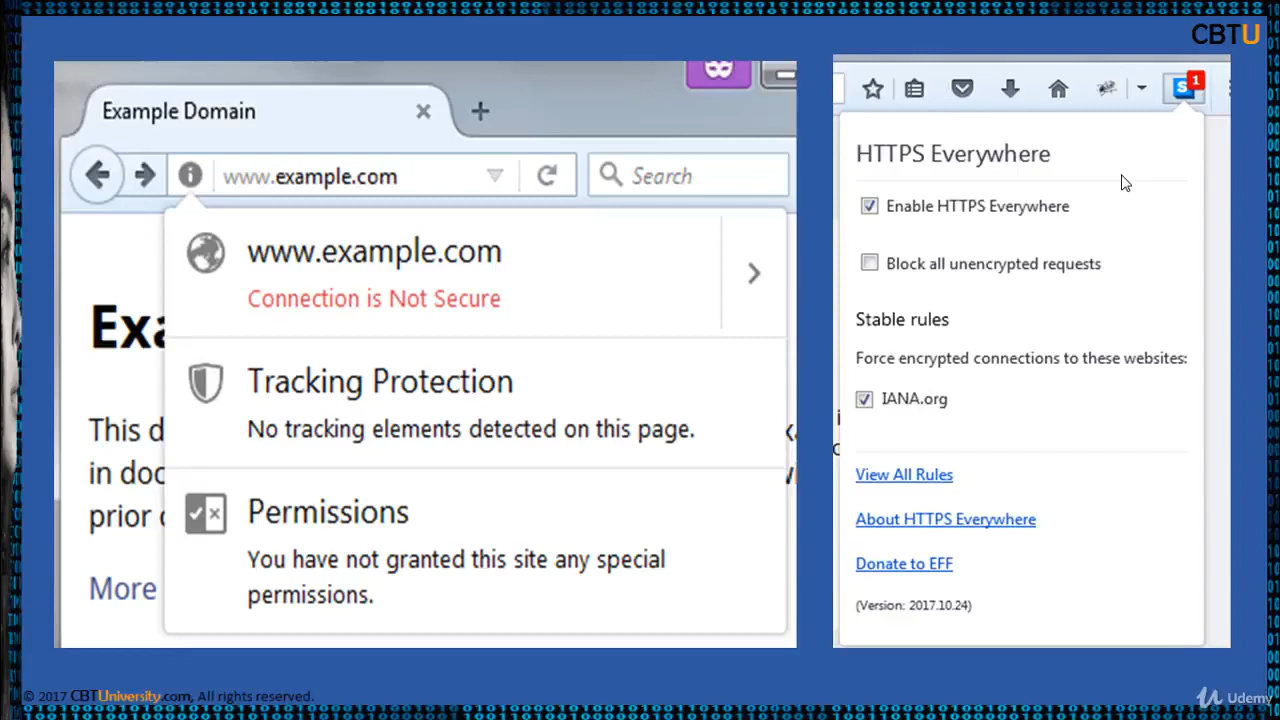 CBTU
Example Domain
www.example.com
Search
www.example.com
Connection is Not Secure
Exa
Tracking Protection
No tracking elements detected on this page.
This d
in doc
prior c
Permissions
You have not granted this site any special
permissions.
More
1
HTTPS Everywhere
Enable HTTPS Everywhere
Block all unencrypted requests
Stable rules
Force encrypted connections to these websites:
IANA.org
View All Rules
About HTTPS Everywhere
Donate to EFF
(Version: 2017.10.24)
© 2017 CBTUniversity.com, All rights reserved.
Udemy